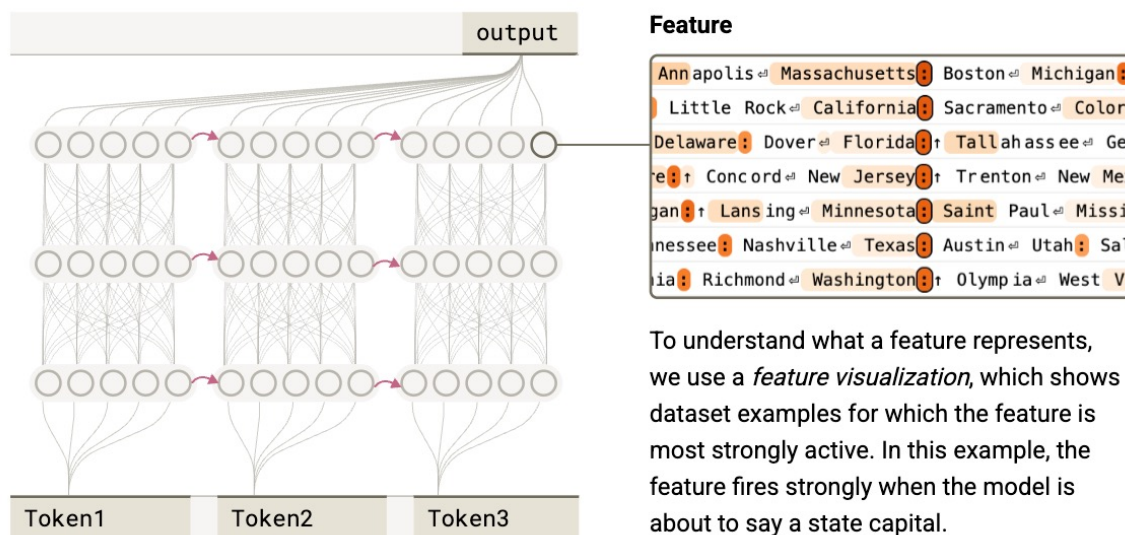 output
Token1
Token2
Token3
Feature
Annapolis⏎ Massachusetts: Boston⏎ Michigan:
Little Rock⏎ California: Sacramento⏎ Color
Delaware: Dover⏎ Florida:↑ Tallahassee⏎ Ge
re:↑ Concord⏎ New Jersey:↑ Trenton⏎ New Me
gan:↑ Lansing⏎ Minnesota: Saint Paul⏎ Missi
nnessee: Nashville⏎ Texas: Austin⏎ Utah: Sal
ia: Richmond⏎ Washington:↑ Olympia⏎ West V
To understand what a feature represents,
we use a feature visualization, which shows
dataset examples for which the feature is
most strongly active. In this example, the
feature fires strongly when the model is
about to say a state capital.